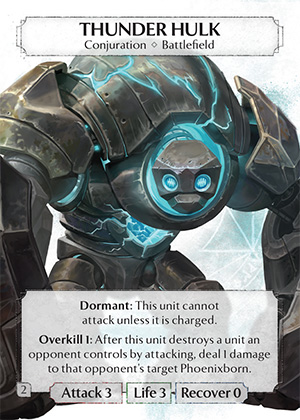 THUNDER HULK
Conjuration ◇ Battlefield
Dormant: This unit cannot
attack unless it is charged.
Overkill 1: After this unit destroys a unit an
opponent controls by attacking, deal 1 damage
to that opponent's target Phoenixborn.
2
Attack 3 Life 3 Recover 0